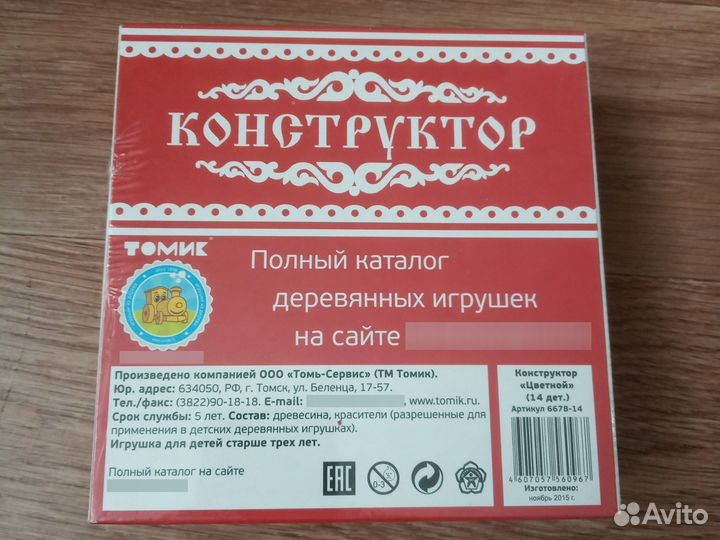 КОНСТРУКТОР
ТОМИК
Полный каталог
деревянных игрушек
на сайте
Произведено компанией ООО «Томь-Сервис» (ТМ Томик).
Юр. адрес: 634050, РФ, г. Томск, ул. Беленца, 17-57.
Тел./факс: (3822)90-18-18. E-mail: , www.tomik.ru.
Срок службы: 5 лет. Состав: древесина, красители (разрешенные для
применения в детских деревянных игрушках).
Игрушка для детей старше трех лет.
Полный каталог на сайте
EAC
0-3
Конструктор
«Цветной»
(14 дет.)
Артикул 6678-14
4 607057 560967
Изготовлено:
ноябрь 2015 г.
Avito